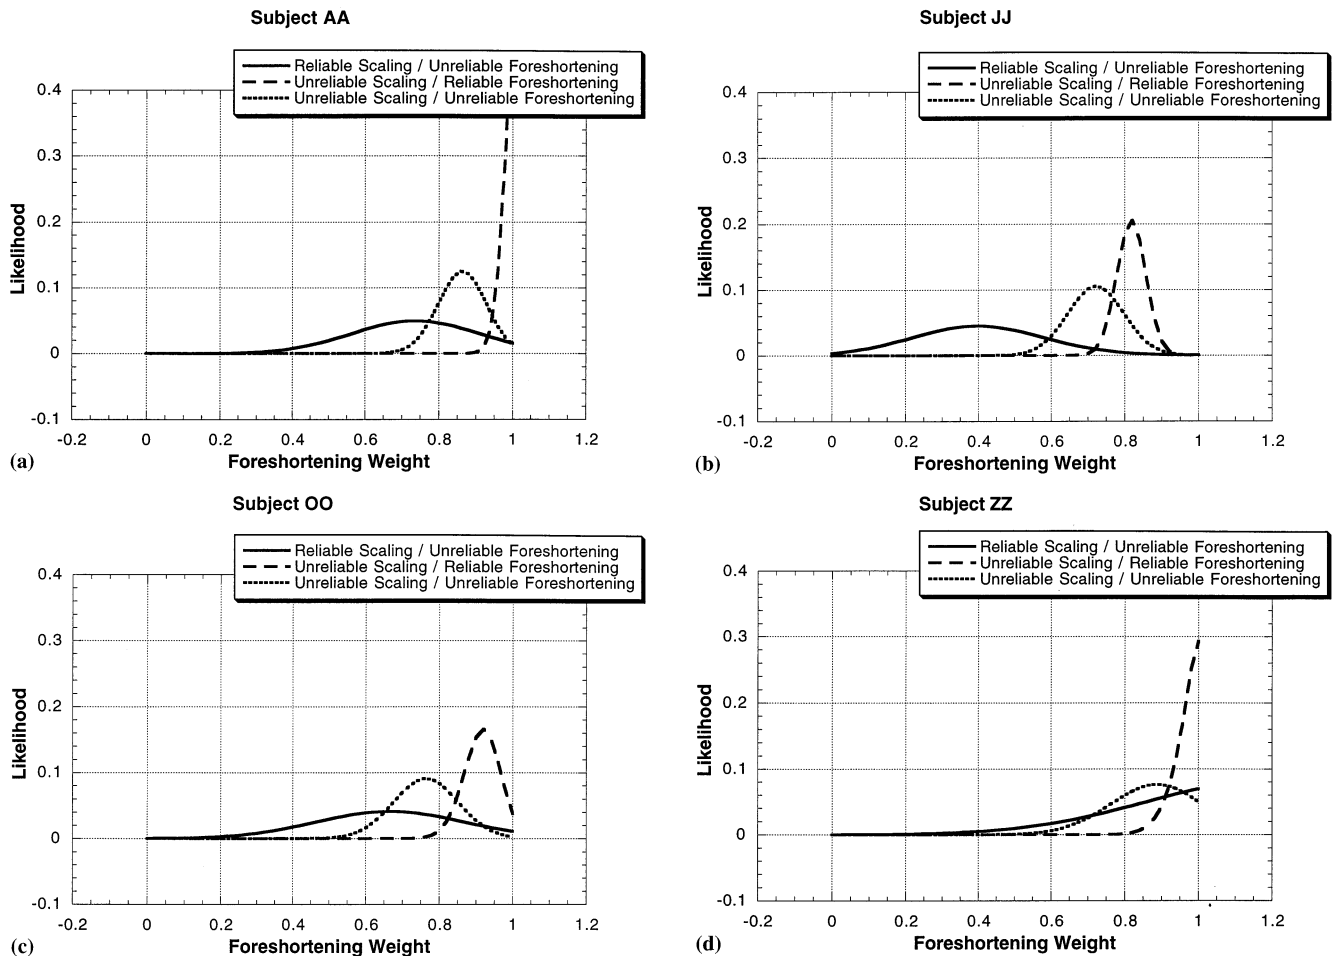 Subject AA
Reliable Scaling / Unreliable Foreshortening
Unreliable Scaling / Reliable Foreshortening
Unreliable Scaling / Unreliable Foreshortening
0.4
0.3
0.2
0.1
0
-0.1
Likelihood
-0.2 0 0.2 0.4 0.6 0.8 1 1.2
Foreshortening Weight
(a)
Subject JJ
Reliable Scaling / Unreliable Foreshortening
Unreliable Scaling / Reliable Foreshortening
Unreliable Scaling / Unreliable Foreshortening
0.4
0.3
0.2
0.1
0
-0.1
Likelihood
-0.2 0 0.2 0.4 0.6 0.8 1 1.2
Foreshortening Weight
(b)
Subject OO
Reliable Scaling / Unreliable Foreshortening
Unreliable Scaling / Reliable Foreshortening
Unreliable Scaling / Unreliable Foreshortening
0.4
0.3
0.2
0.1
0
-0.1
Likelihood
-0.2 0 0.2 0.4 0.6 0.8 1 1.2
Foreshortening Weight
(c)
Subject ZZ
Reliable Scaling / Unreliable Foreshortening
Unreliable Scaling / Reliable Foreshortening
Unreliable Scaling / Unreliable Foreshortening
0.4
0.3
0.2
0.1
0
-0.1
Likelihood
-0.2 0 0.2 0.4 0.6 0.8 1 1.2
Foreshortening Weight
(d)